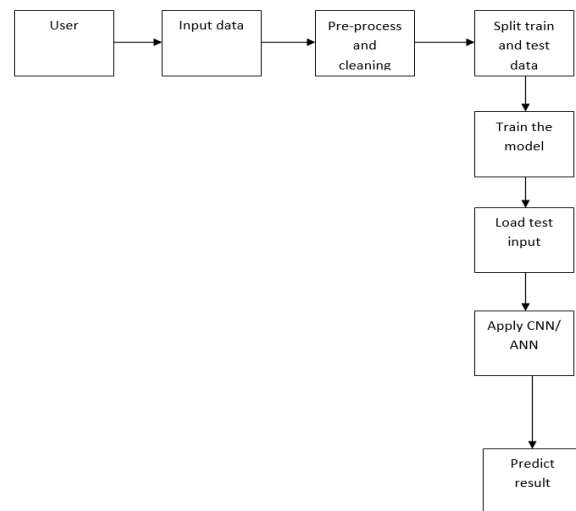 User
Input data
Pre-process
and
cleaning
Split train
and test
data
Train the
model
Load test
input
Apply CNN/
ANN
Predict
result